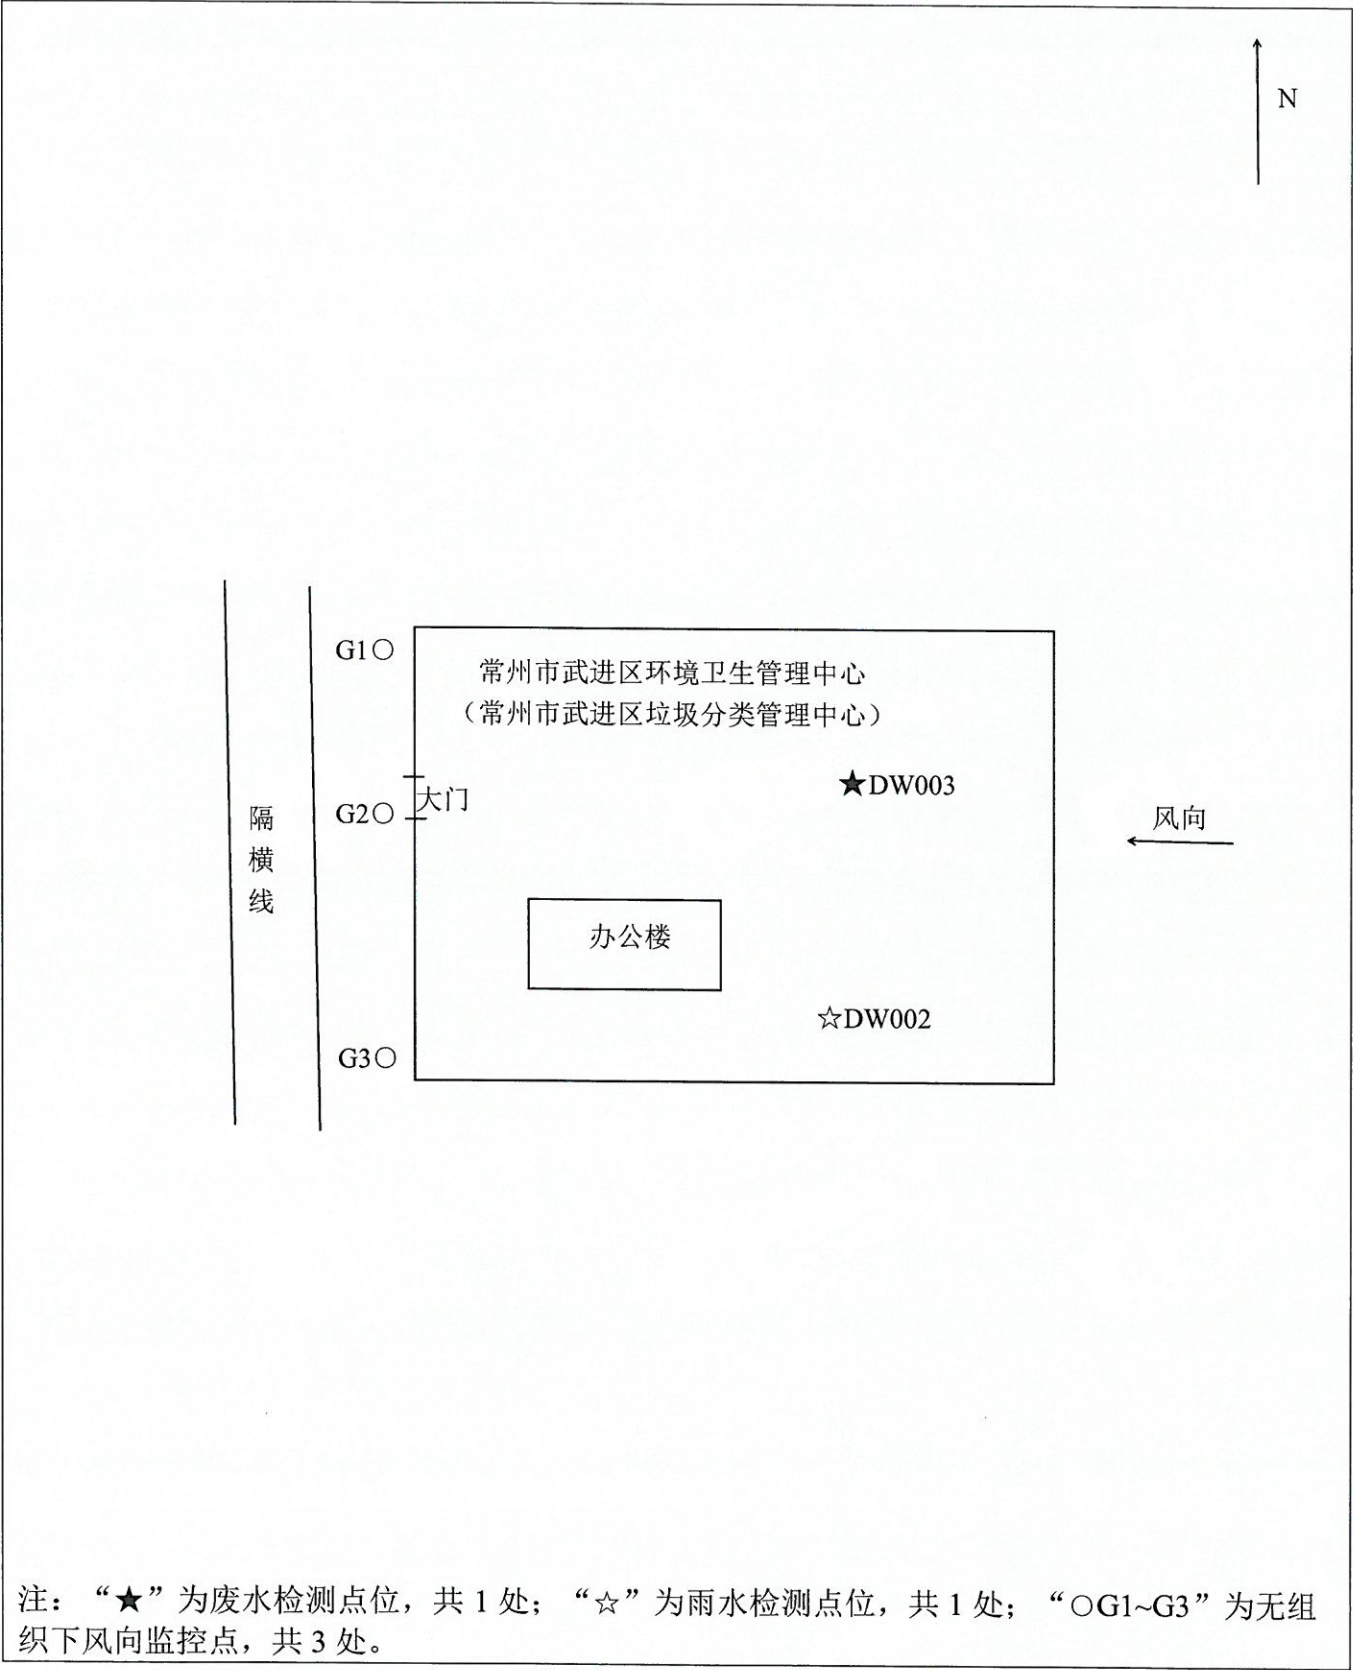 N
G1○
常州市武进区环境卫生管理中心
（常州市武进区垃圾分类管理中心）
★DW003
大门
G2○
风向
隔横线
办公楼
☆DW002
G3○
注：“★”为废水检测点位，共 1 处；“☆”为雨水检测点位，共 1 处；“○G1~G3”为无组
织下风向监控点，共 3 处。